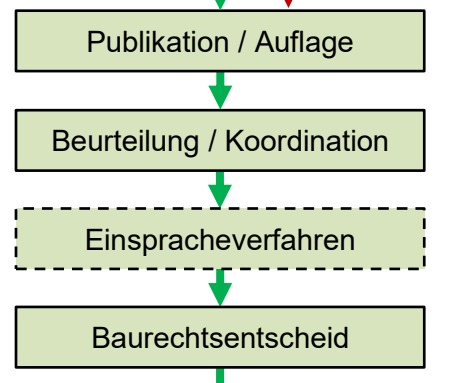 Publikation / Auflage
Beurteilung / Koordination
Einspracheverfahren
Baurechtsentscheid